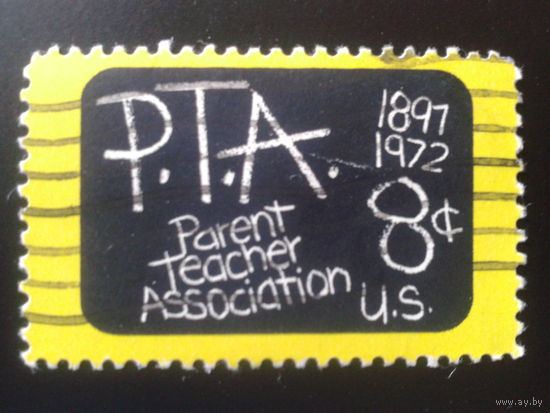 P.T.A.
Parent
Teacher
Association
1897
1972
8¢
U.S.
www.ay.by